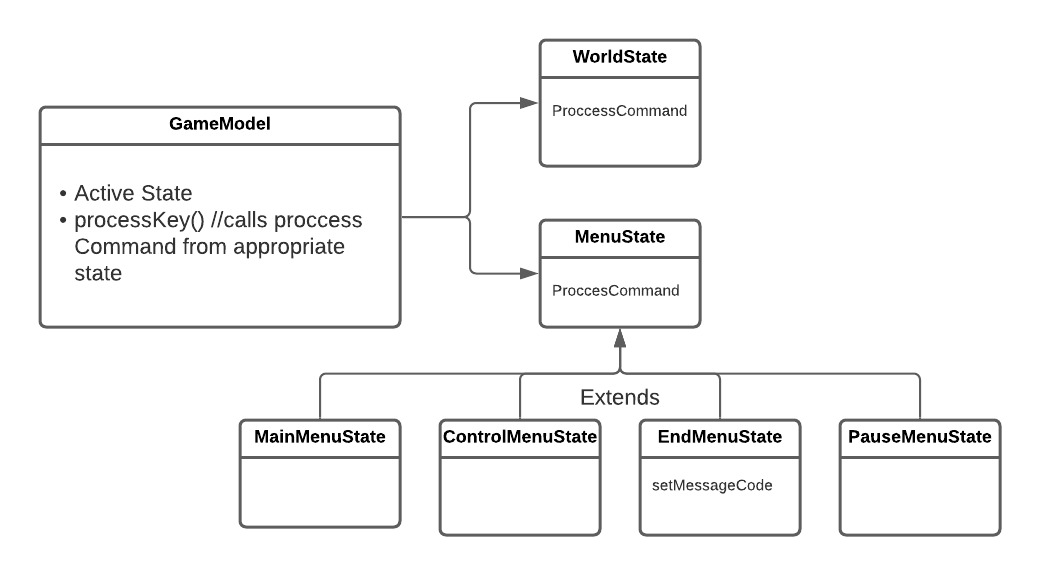 WorldState
ProccessCommand
GameModel
• Active State
• processKey() //calls proccess
Command from appropriate
state
MenuState
ProccesCommand
Extends
MainMenuState
ControlMenuState
EndMenuState
setMessageCode
PauseMenuState